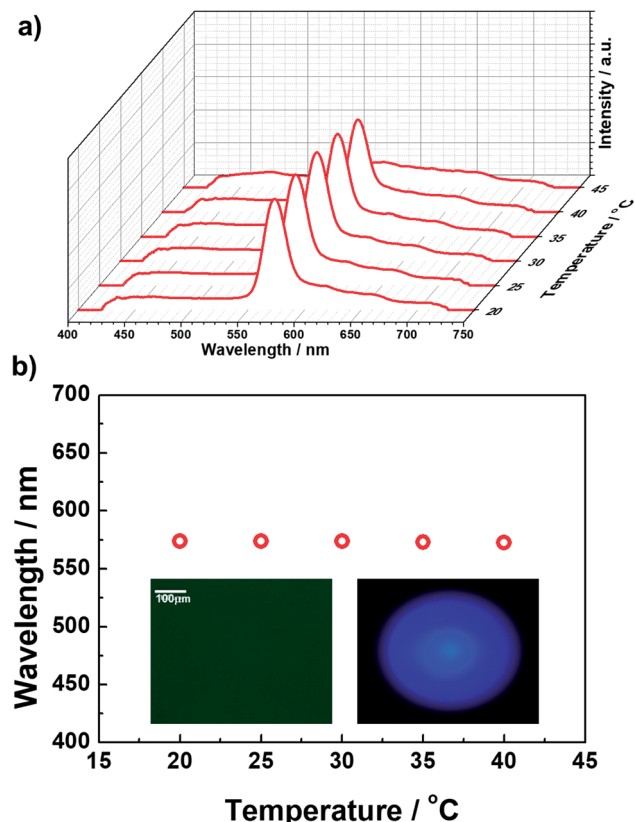 a)
Intensity / a.u.
45
40
35
30
25
20
Temperature / °C
400 450 500 550 600 650 700 750
Wavelength / nm
b)
700
650
600
550
500
450
400
Wavelength / nm
100μm
15 20 25 30 35 40 45
Temperature / °C